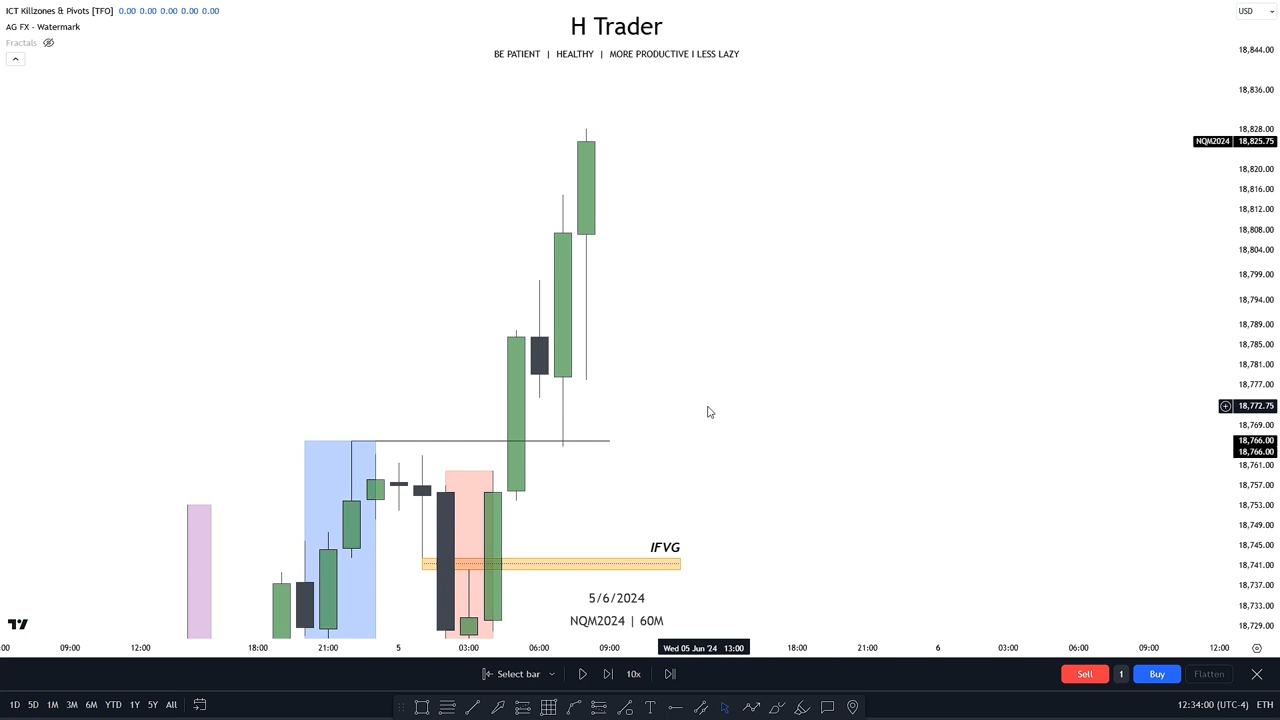 ICT Killzones & Pivots [TFO] 0.00 0.00 0.00 0.00 0.00
AG FX - Watermark
Fractals
H Trader
BE PATIENT | HEALTHY | MORE PRODUCTIVE I LESS LAZY
USD
18,844.00
18,836.00
18,828.00
NQM2024 18,825.75
18,820.00
18,816.00
18,812.00
18,808.00
18,804.00
18,799.00
18,794.00
18,789.00
18,785.00
18,781.00
18,777.00
18,772.75
18,769.00
18,766.00
18,766.00
18,761.00
18,757.00
18,753.00
18,749.00
18,745.00
18,741.00
18,737.00
18,733.00
18,729.00
IFVG
5/6/2024
NQM2024 | 60M
:00 09:00 12:00 18:00 21:00 5 03:00 06:00 09:00 Wed 05 Jun '24 13:00 18:00 21:00 6 03:00 06:00 09:00 12:00
Select bar 10x Sell 1 Buy Flatten
1D 5D 1M 3M 6M YTD 1Y 5Y All 12:34:00 (UTC-4) ETH